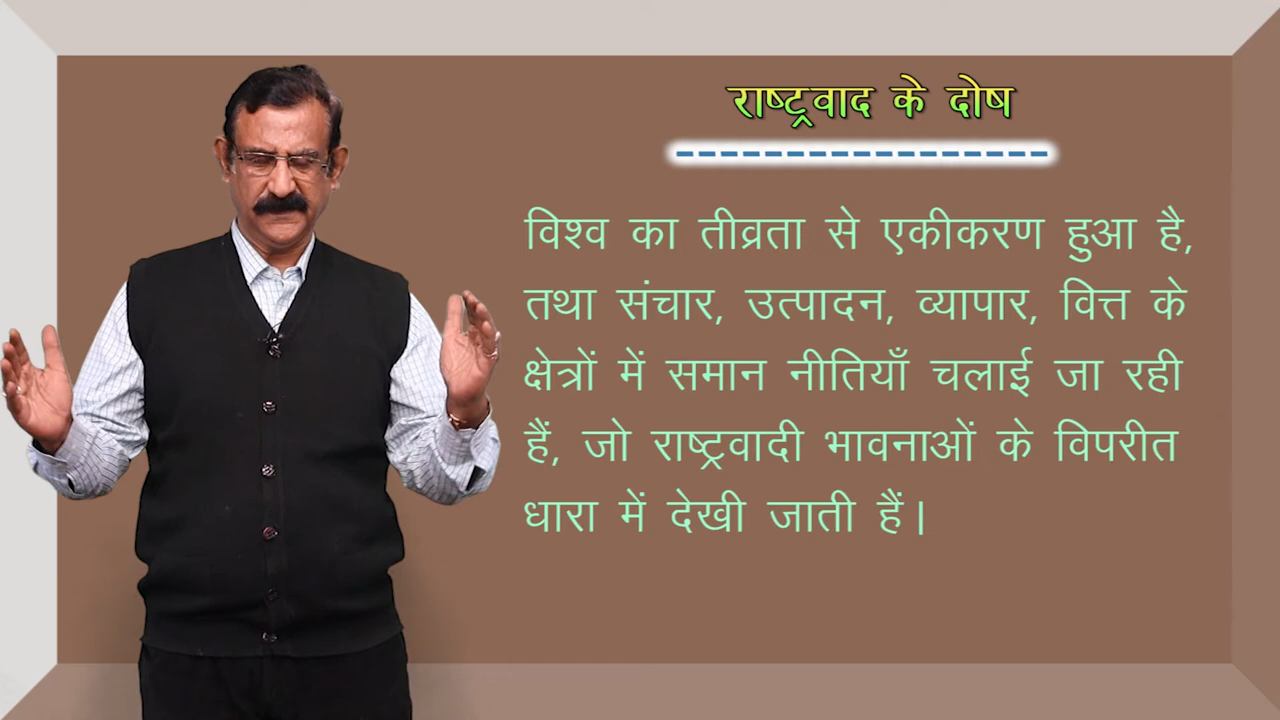 राष्ट्रवाद के दोष
विश्व का तीव्रता से एकीकरण हुआ है,
तथा संचार, उत्पादन, व्यापार, वित्त के
क्षेत्रों में समान नीतियाँ चलाई जा रही
हैं, जो राष्ट्रवादी भावनाओं के विपरीत
धारा में देखी जाती हैं।